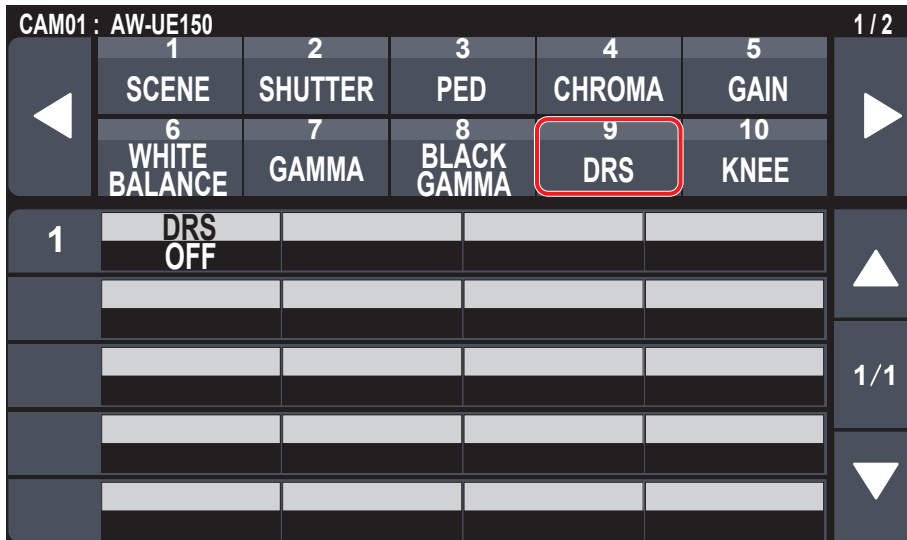 CAM01 : AW-UE150 1 / 2
1 2 3 4 5
SCENE SHUTTER PED CHROMA GAIN
6 7 8 9 10
WHITE BALANCE GAMMA BLACK GAMMA DRS KNEE
1 DRS
OFF
1/1